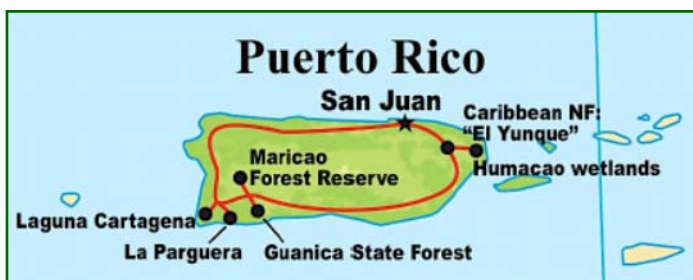 Puerto Rico
San Juan
Caribbean NF:
"El Yunque"
Humacao wetlands
Maricao
Forest Reserve
Laguna Cartagena
La Parguera
Guanica State Forest